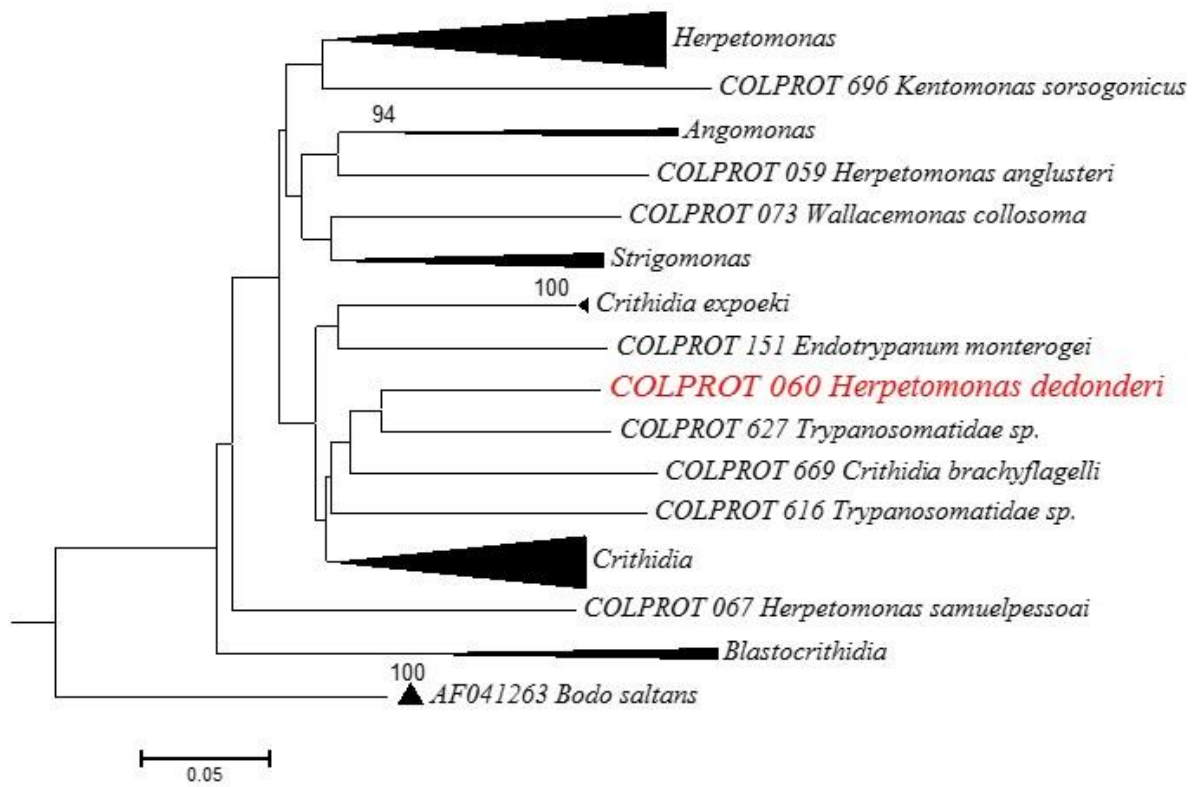 Herpetomonas
COLPROT 696 Kentomonas sorsogonicus
94
Angomonas
COLPROT 059 Herpetomonas anglusteri
COLPROT 073 Wallacemonas collosoma
Strigomonas
100
Crithidia expoeki
COLPROT 151 Endotrypanum monterogei
COLPROT 060 Herpetomonas dedonderi
COLPROT 627 Trypanosomatidae sp.
COLPROT 669 Crithidia brachyflagelli
COLPROT 616 Trypanosomatidae sp.
Crithidia
COLPROT 067 Herpetomonas samuelpessoai
Blastocrithidia
100
AF041263 Bodo saltans
0.05